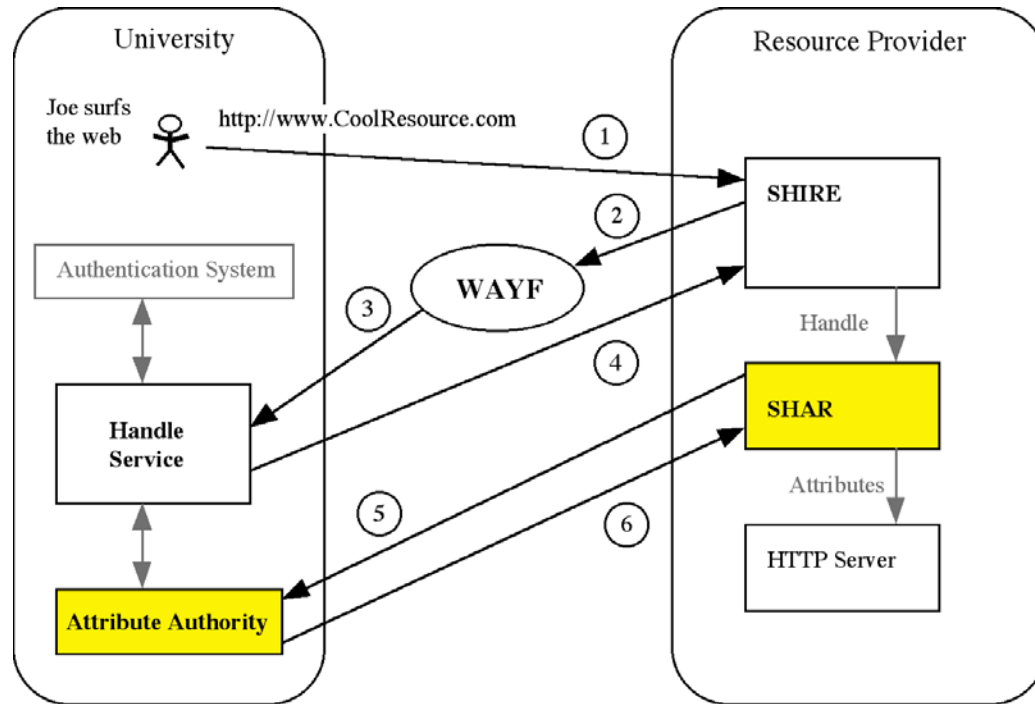 University
Resource Provider
Joe surfs
the web
http://www.CoolResource.com
1
SHIRE
2
Authentication System
WAYF
3
Handle
4
Handle
Service
SHAR
Attributes
5
6
HTTP Server
Attribute Authority